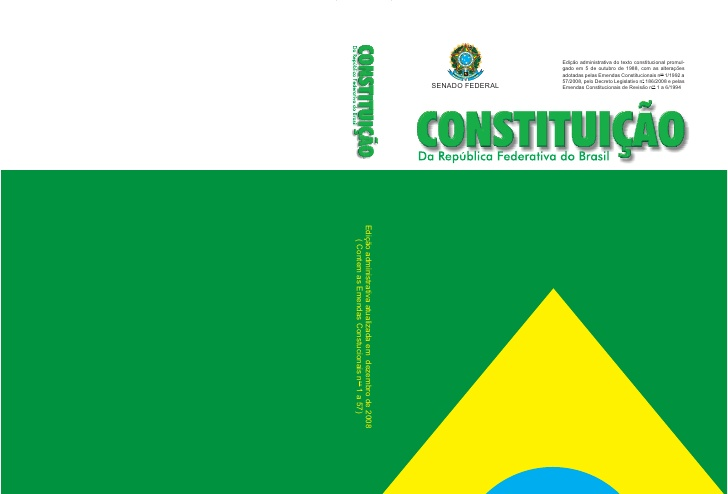 CONSTITUIÇÃO
Da República Federativa do Brasil
Edição administrativa atualizada em dezembro de 2008
( Contem as Emendas Constucionais nos 1 a 57)
SENADO FEDERAL
Edição administrativa do texto constitucional promul-
gado em 5 de outubro de 1988, com as alterações
adotadas pelas Emendas Constitucionais nos 1/1992 a
57/2008, pelo Decreto Legislativo no 186/2008 e pelas
Emendas Constitucionais de Revisão nos 1 a 6/1994
CONSTITUIÇÃO
Da República Federativa do Brasil